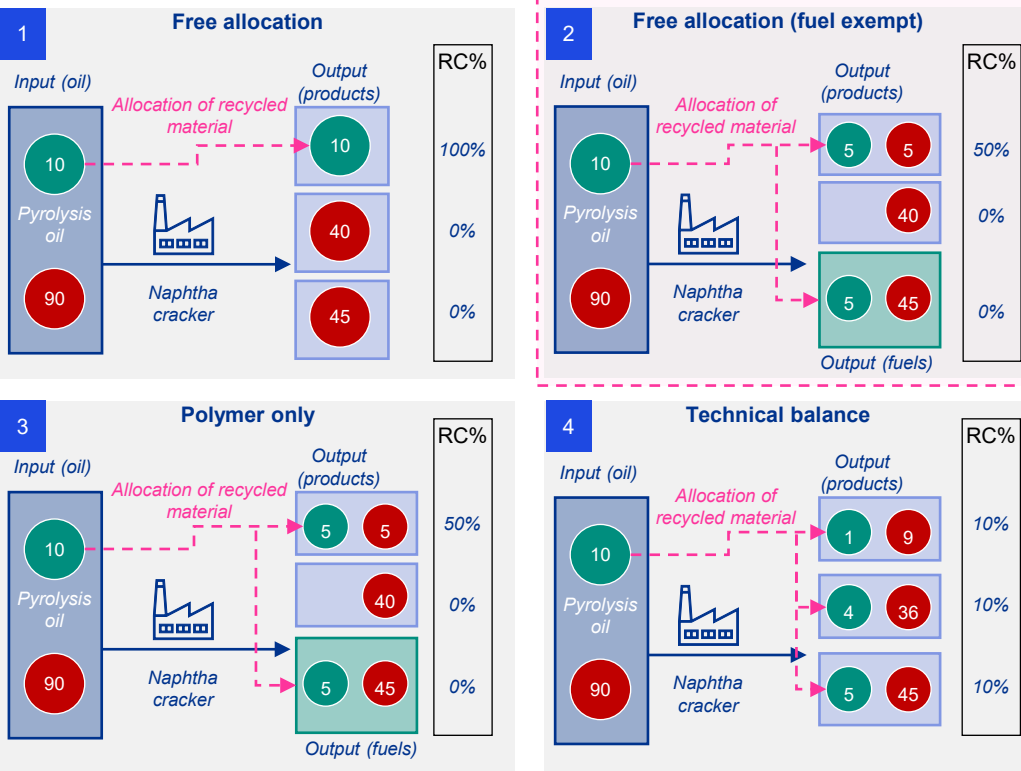 1
Free allocation
RC%
Input (oil)
Output
(products)
Allocation of recycled
material
10
10
100%
Pyrolysis
oil
40
0%
90
Naphtha
cracker
45
0%
2
Free allocation (fuel exempt)
RC%
Input (oil)
Output
(products)
Allocation of
recycled material
10
5 5
50%
Pyrolysis
oil
40
0%
90
Naphtha
cracker
5 45
0%
Output (fuels)
3
Polymer only
RC%
Input (oil)
Output
(products)
Allocation of recycled
material
10
5 5
50%
Pyrolysis
oil
40
0%
90
Naphtha
cracker
5 45
0%
Output (fuels)
4
Technical balance
RC%
Input (oil)
Output
(products)
Allocation of
recycled material
10
1 9
10%
Pyrolysis
oil
4 36
10%
90
Naphtha
cracker
5 45
10%